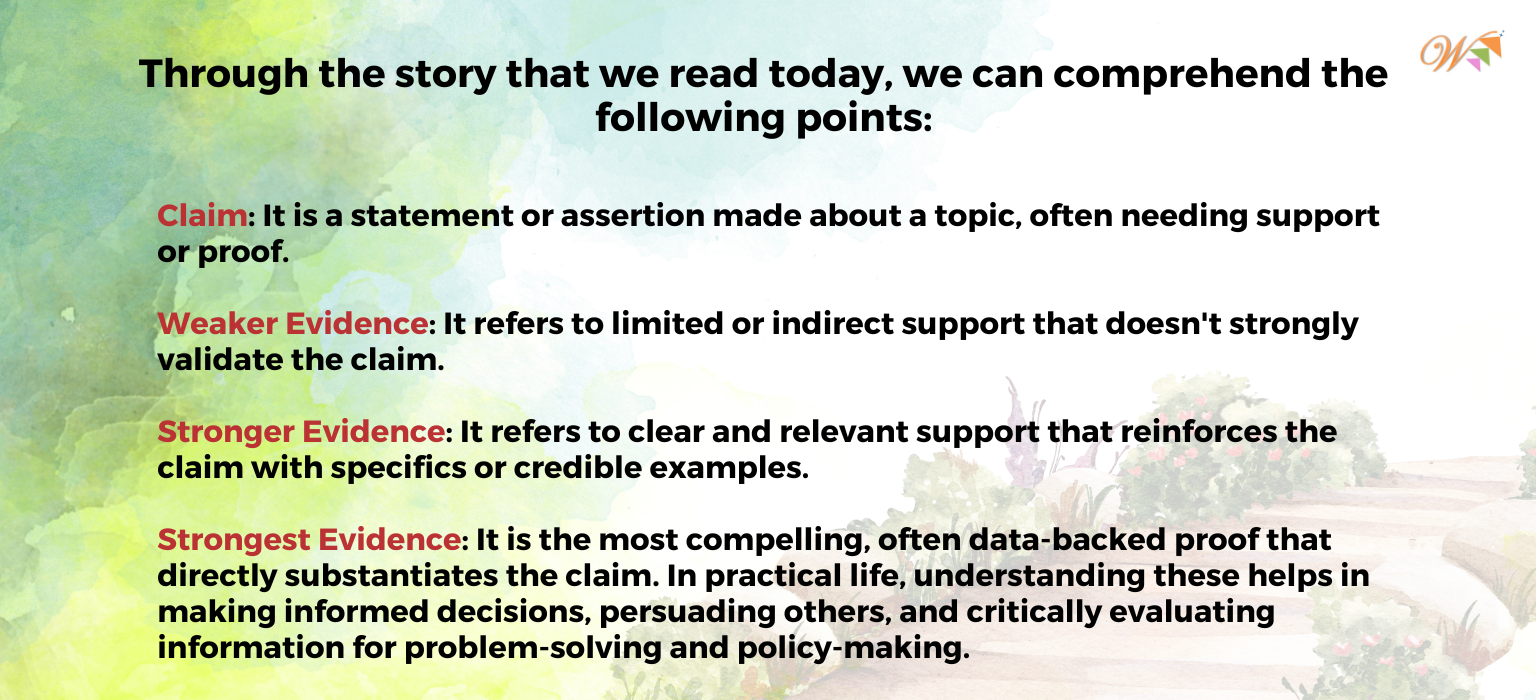 Through the story that we read today, we can comprehend the
following points:
Claim: It is a statement or assertion made about a topic, often needing support
or proof.
Weaker Evidence: It refers to limited or indirect support that doesn't strongly
validate the claim.
Stronger Evidence: It refers to clear and relevant support that reinforces the
claim with specifics or credible examples.
Strongest Evidence: It is the most compelling, often data-backed proof that
directly substantiates the claim. In practical life, understanding these helps in
making informed decisions, persuading others, and critically evaluating
information for problem-solving and policy-making.
W